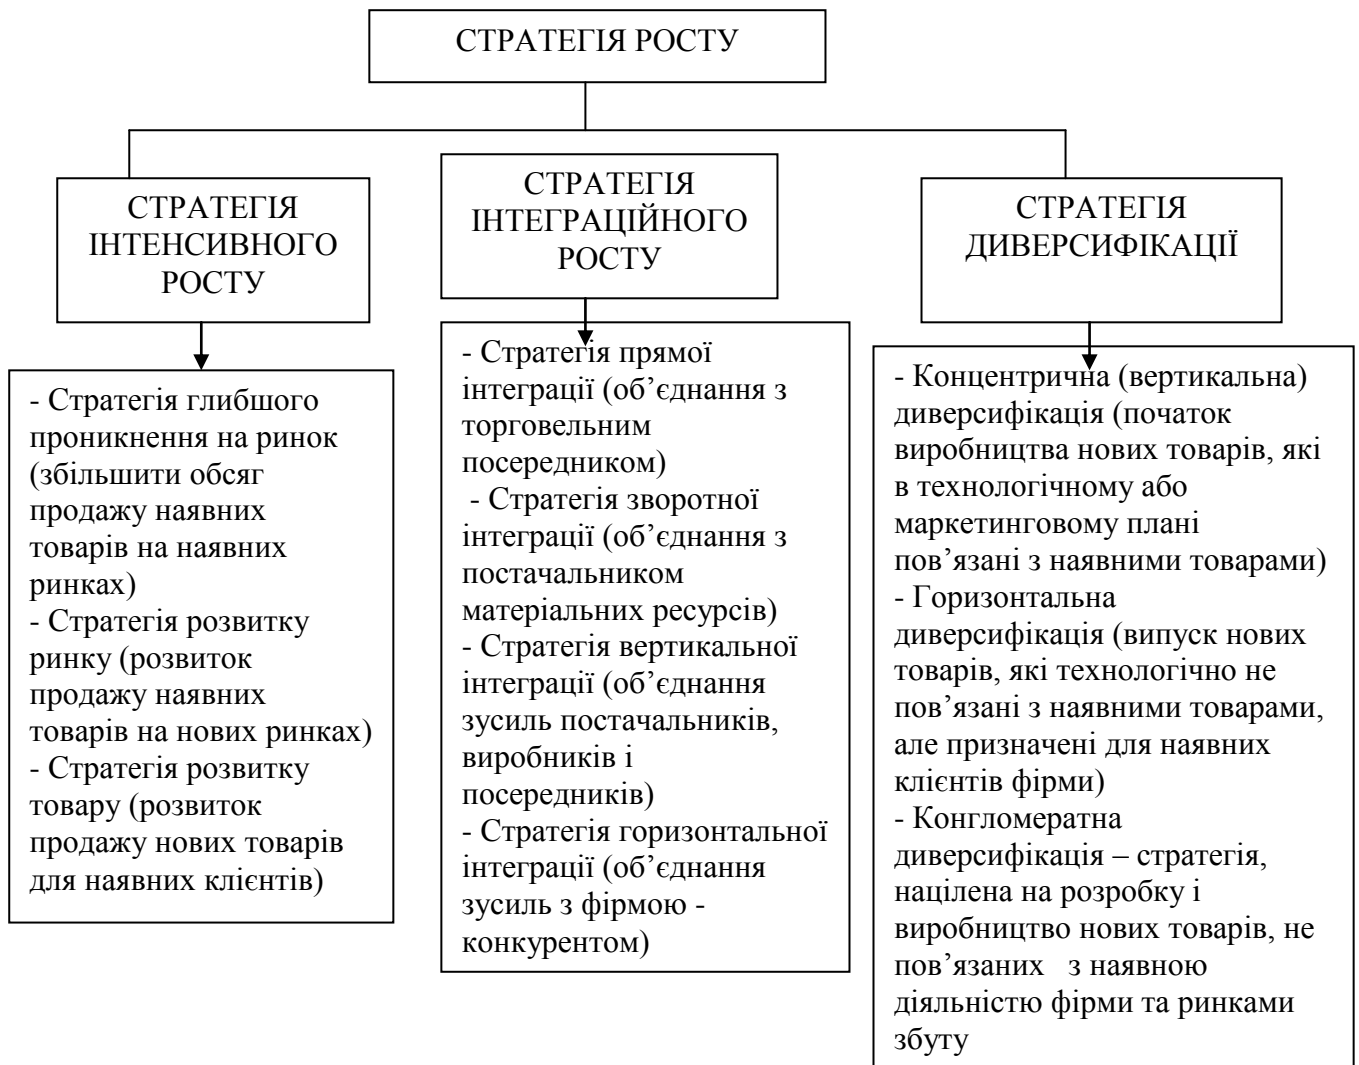 СТРАТЕГІЯ РОСТУ
СТРАТЕГІЯ
ІНТЕНСИВНОГО
РОСТУ
СТРАТЕГІЯ
ІНТЕГРАЦІЙНОГО
РОСТУ
СТРАТЕГІЯ
ДИВЕРСИФІКАЦІЇ
- Стратегія глибшого
проникнення на ринок
(збільшити обсяг
продажу наявних
товарів на наявних
ринках)
- Стратегія розвитку
ринку (розвиток
продажу наявних
товарів на нових ринках)
- Стратегія розвитку
товару (розвиток
продажу нових товарів
для наявних клієнтів)
- Стратегія прямої
інтеграції (об’єднання з
торговельним
посередником)
- Стратегія зворотної
інтеграції (об’єднання з
постачальником
матеріальних ресурсів)
- Стратегія вертикальної
інтеграції (об’єднання
зусиль постачальників,
виробників і
посередників)
- Стратегія горизонтальної
інтеграції (об’єднання
зусиль з фірмою -
конкурентом)
- Концентрична (вертикальна)
диверсифікація (початок
виробництва нових товарів, які
в технологічному або
маркетинговому плані
пов’язані з наявними товарами)
- Горизонтальна
диверсифікація (випуск нових
товарів, які технологічно не
пов’язані з наявними товарами,
але призначені для наявних
клієнтів фірми)
- Конгломератна
диверсифікація – стратегія,
націлена на розробку і
виробництво нових товарів, не
пов’язаних з наявною
діяльністю фірми та ринками
збуту